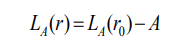 L_A(r) = L_A(r_0) − A